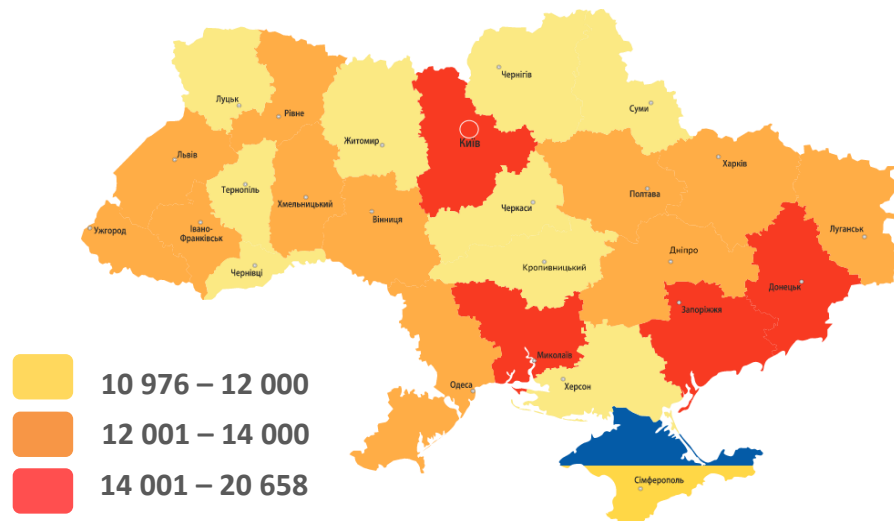 Чернігів
Луцьк
Суми
Рівне
Житомир
Київ
Львів
Харків
Тернопіль
Полтава
Хмельницький
Черкаси
Вінниця
Івано-
Франківськ
Ужгород
Луганськ
Дніпро
Чернівці
Кропивницький
Донецьк
Запоріжжя
Миколаїв
Одеса
Херсон
Сімферополь
10 976 – 12 000
12 001 – 14 000
14 001 – 20 658